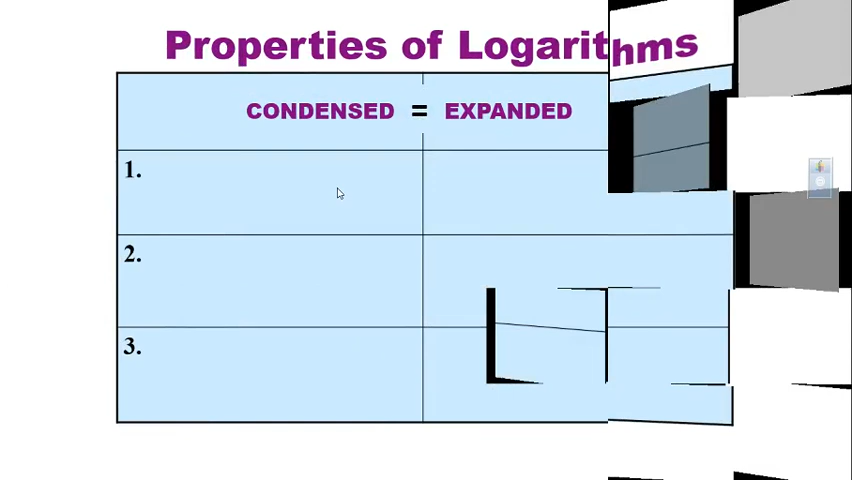 Properties of Logarithms
CONDENSED = EXPANDED
1.
2.
3.